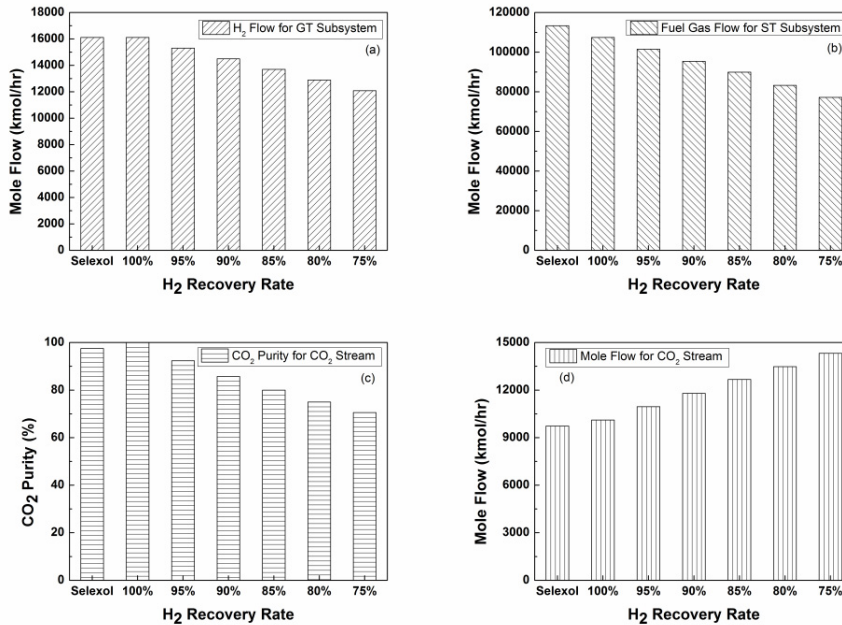 H2 Flow for GT Subsystem
(a)
18000
16000
14000
12000
10000
8000
6000
4000
2000
0
Mole Flow (kmol/hr)
Selexol 100% 95% 90% 85% 80% 75%
H2 Recovery Rate
Fuel Gas Flow for ST Subsystem
(b)
120000
100000
80000
60000
40000
20000
0
Mole Flow (kmol/hr)
Selexol 100% 95% 90% 85% 80% 75%
H2 Recovery Rate
CO2 Purity for CO2 Stream
(c)
100
80
60
40
20
0
CO2 Purity (%)
Selexol 100% 95% 90% 85% 80% 75%
H2 Recovery Rate
Mole Flow for CO2 Stream
(d)
15000
12000
9000
6000
3000
0
Mole Flow (kmol/hr)
Selexol 100% 95% 90% 85% 80% 75%
H2 Recovery Rate